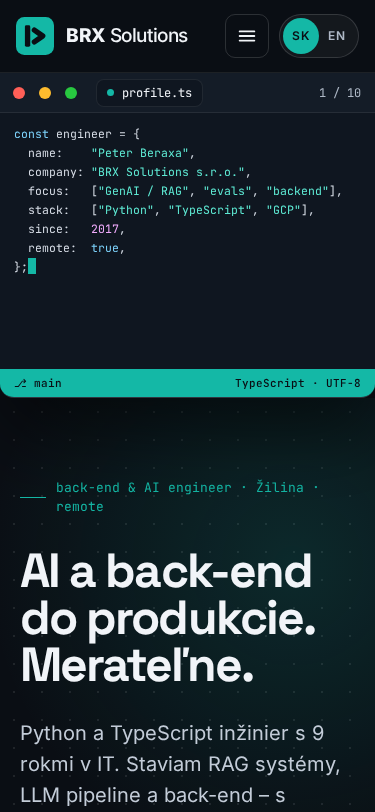 BRX Solutions
SK EN
profile.ts
1 / 10
const engineer = {
name: "Peter Beraxa",
company: "BRX Solutions s.r.o.",
focus: ["GenAI / RAG", "evals", "backend"],
stack: ["Python", "TypeScript", "GCP"],
since: 2017,
remote: true,
};
main
TypeScript · UTF-8
back-end & AI engineer · Žilina ·
remote
AI a back-end
do produkcie.
Merateľne.
Python a TypeScript inžinier s 9
rokmi v IT. Staviam RAG systémy,
LLM pipeline a back-end – s